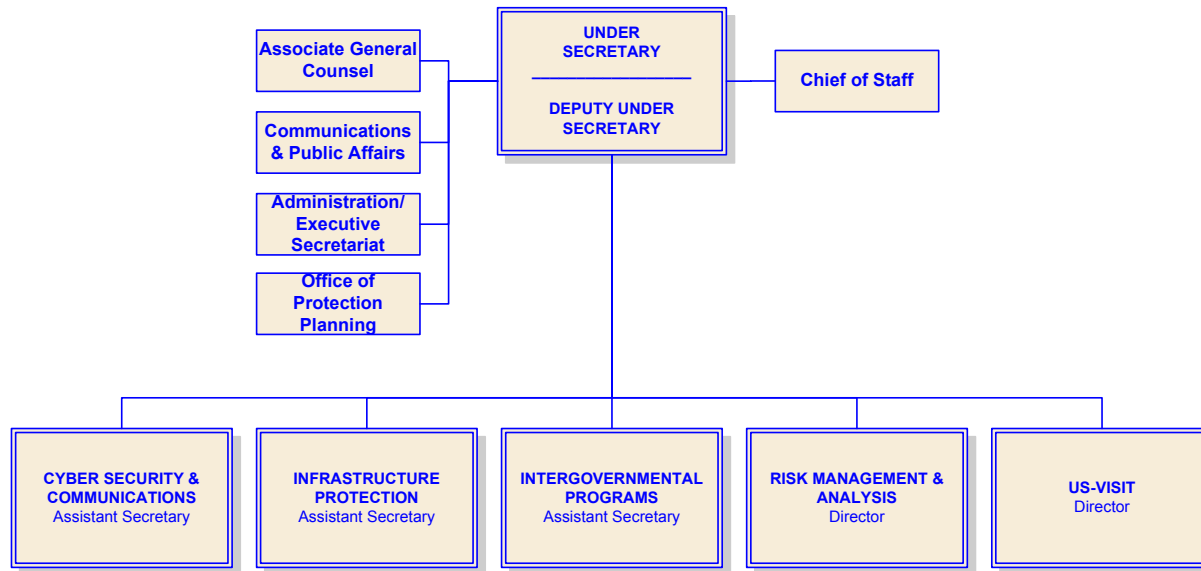 UNDER
SECRETARY
DEPUTY UNDER
SECRETARY
Associate General
Counsel
Communications
& Public Affairs
Administration/
Executive
Secretariat
Office of
Protection
Planning
Chief of Staff
CYBER SECURITY &
COMMUNICATIONS
Assistant Secretary
INFRASTRUCTURE
PROTECTION
Assistant Secretary
INTERGOVERNMENTAL
PROGRAMS
Assistant Secretary
RISK MANAGEMENT &
ANALYSIS
Director
US-VISIT
Director